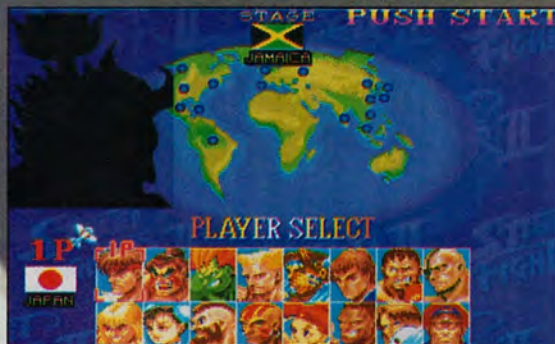 STAGE
PUSH START
JAMAICA
PLAYER SELECT
1P
JAPAN